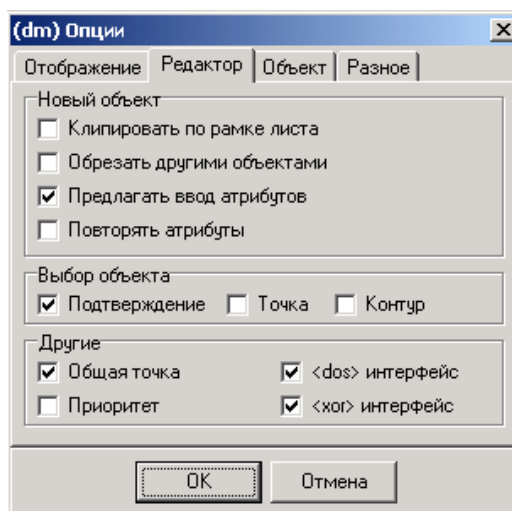 (dm) Опции
Отображение Редактор Объект Разное
Новый объект
Клипировать по рамке листа
Обрезать другими объектами
Предлагать ввод атрибутов
Повторять атрибуты
Выбор объекта
Подтверждение Точка Контур
Другие
Общая точка <dos> интерфейс
Приоритет <xor> интерфейс
OK Отмена